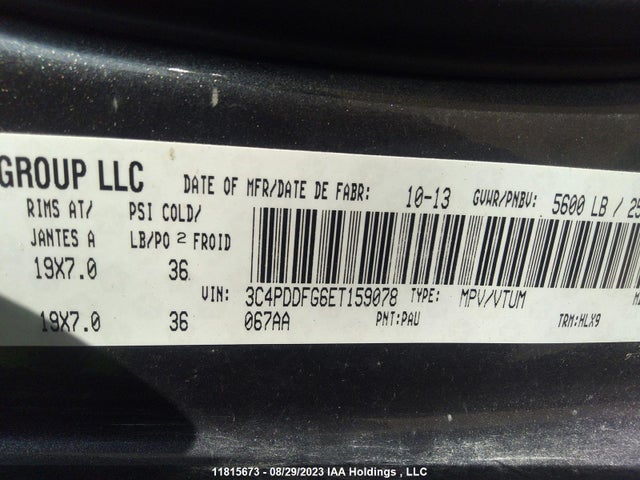 GROUP LLC DATE OF MFR/DATE DE FABR: 10-13 GVWR/PNBV: 5600 LB / 25
RIMS AT/ PSI COLD/
JANTES A LB/PO 2 FROID
19X7.0 36
VIN: 3C4PDDFG6ET159078 TYPE: MPV/VTUM
19X7.0 36 067AA PNT:PAU TRM:HLX9
11815673 - 08/29/2023 IAA Holdings , LLC